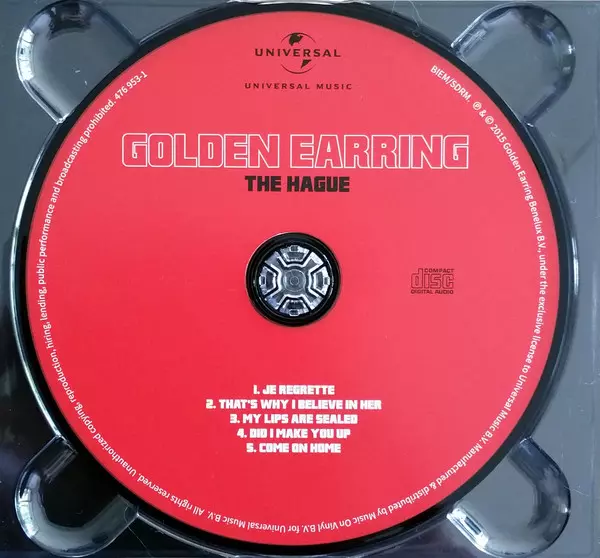 UNIVERSAL
UNIVERSAL MUSIC
GOLDEN EARRING
THE HAGUE
COMPACT
disc
DIGITAL AUDIO
1. JE REGRETTE
2. THAT'S WHY I BELIEVE IN HER
3. MY LIPS ARE SEALED
4. DID I MAKE YOU UP
5. COME ON HOME
BIEM/SDRM. ℗ & © 2015 Golden Earring Benelux B.V., under the exclusive license to Universal Music B.V. Manufactured & distributed by Music On Vinyl B.V. for Universal Music B.V. All rights reserved. Unauthorized copying, reproduction, hiring, lending, public performance and broadcasting prohibited. 476 953-1